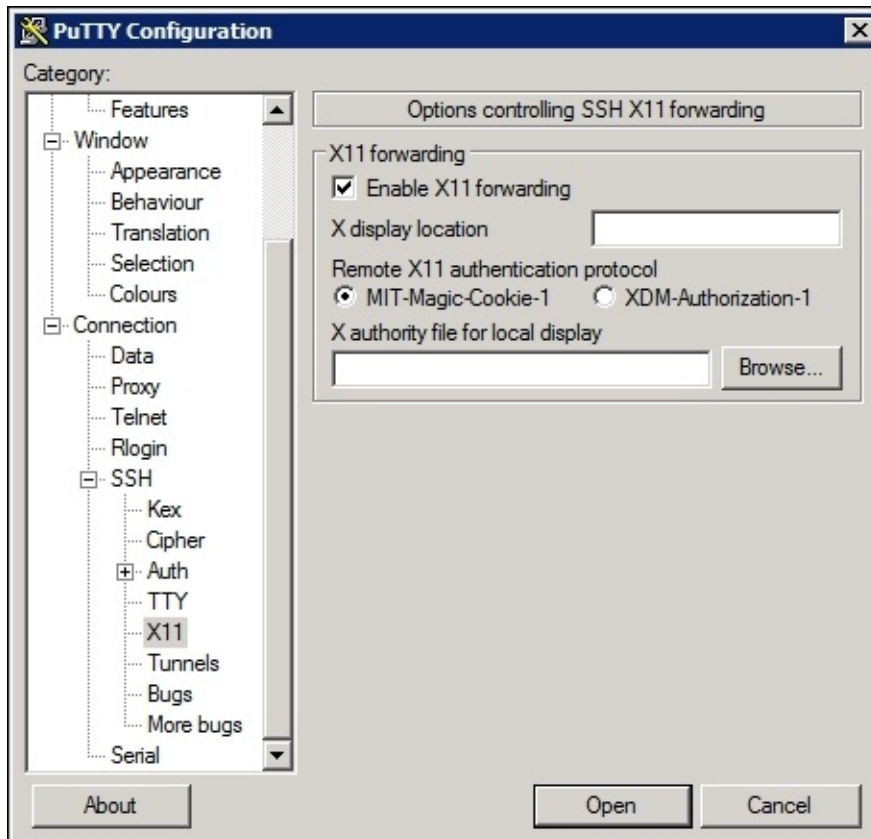 PuTTY Configuration
Category:
Features
Window
Appearance
Behaviour
Translation
Selection
Colours
Connection
Data
Proxy
Telnet
Rlogin
SSH
Kex
Cipher
Auth
TTY
X11
Tunnels
Bugs
More bugs
Serial
Options controlling SSH X11 forwarding
X11 forwarding
Enable X11 forwarding
X display location
Remote X11 authentication protocol
MIT-Magic-Cookie-1 XDM-Authorization-1
X authority file for local display
Browse...
About Open Cancel